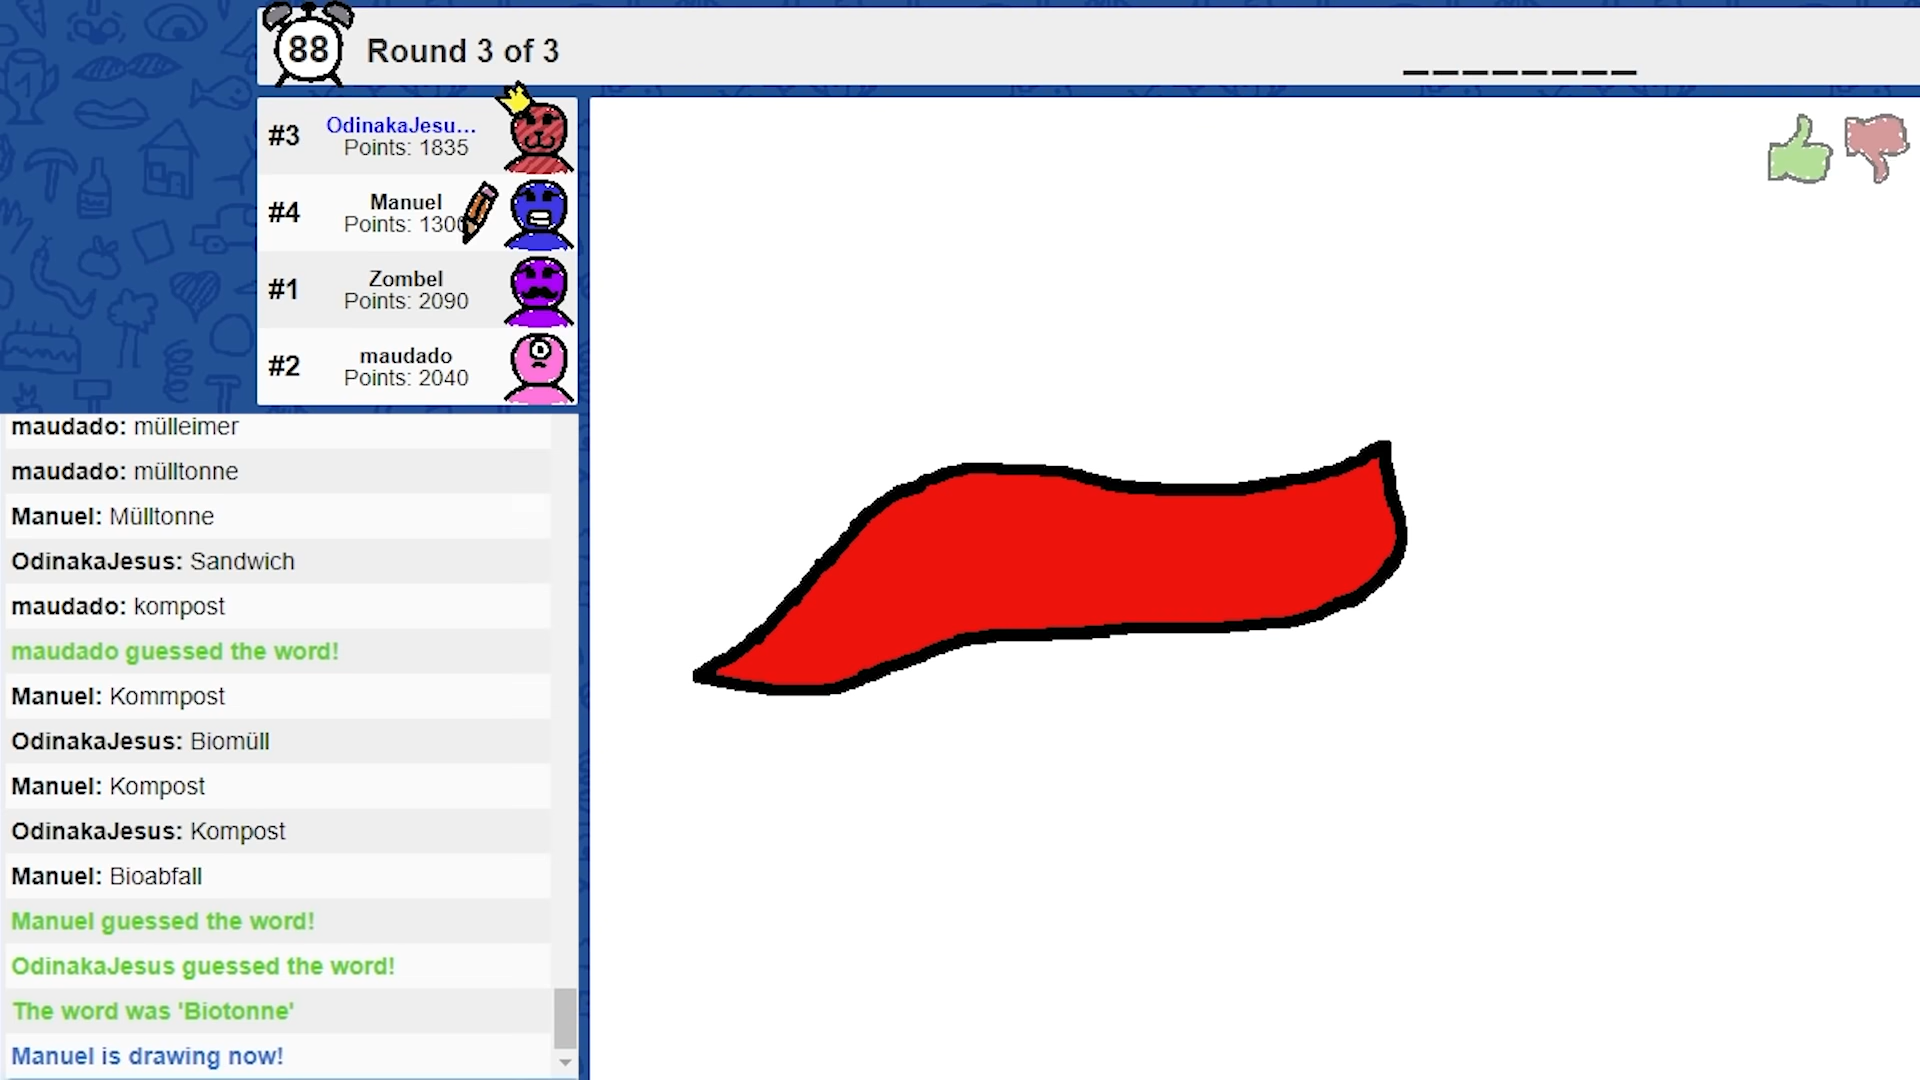 88
Round 3 of 3
________
#3
OdinakaJesu...
Points: 1835
#4
Manuel
Points: 1300
#1
Zombel
Points: 2090
#2
maudado
Points: 2040
maudado: mülleimer
maudado: mülltonne
Manuel: Mülltonne
OdinakaJesus: Sandwich
maudado: kompost
maudado guessed the word!
Manuel: Kommpost
OdinakaJesus: Biomüll
Manuel: Kompost
OdinakaJesus: Kompost
Manuel: Bioabfall
Manuel guessed the word!
OdinakaJesus guessed the word!
The word was 'Biotonne'
Manuel is drawing now!